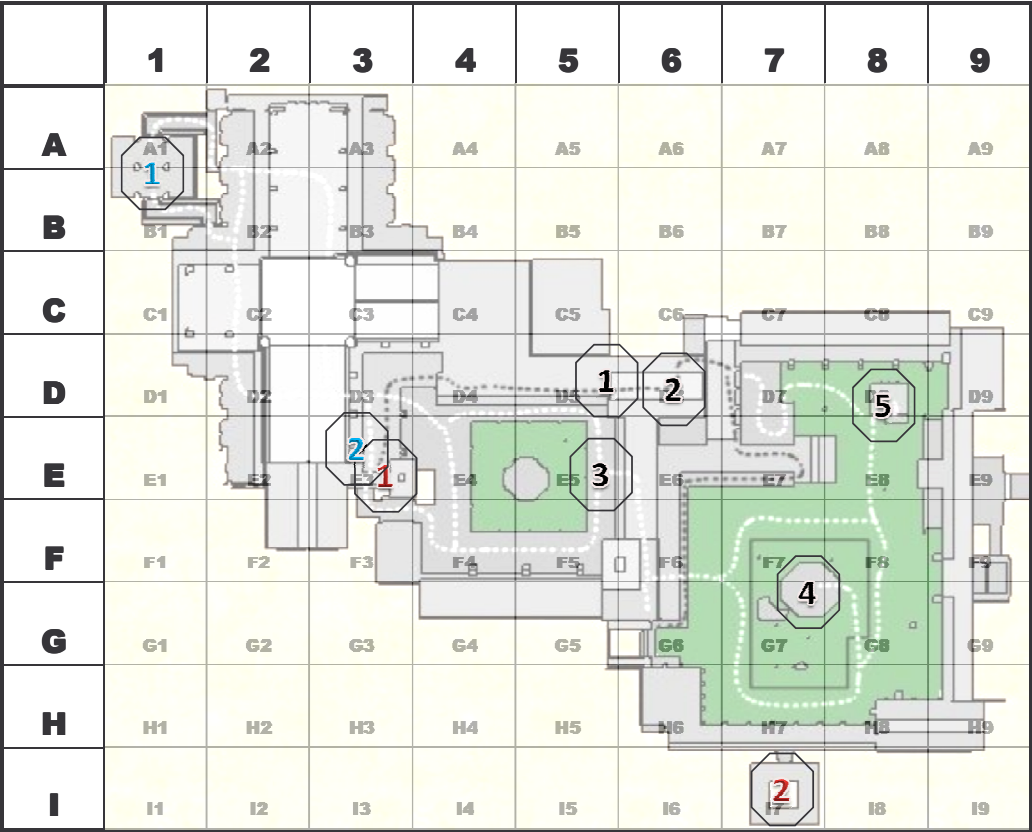 1 2 3 4 5 6 7 8 9
A A1 A2 A3 A4 A5 A6 A7 A8 A9
1
B B1 B2 B3 B4 B5 B6 B7 B8 B9
C C1 C2 C3 C4 C5 C6 C7 C8 C9
D D1 D2 D3 D4 D5 1 2 D7 5 D9
E E1 E2 2 E3 1 E4 E5 3 E6 E7 E8 E9
F F1 F2 F3 F4 F5 F6 F7 F8 F9
4
G G1 G2 G3 G4 G5 G6 G7 G8 G9
H H1 H2 H3 H4 H5 H6 H7 H8 H9
2
I I1 I2 I3 I4 I5 I6 I7 I8 I9